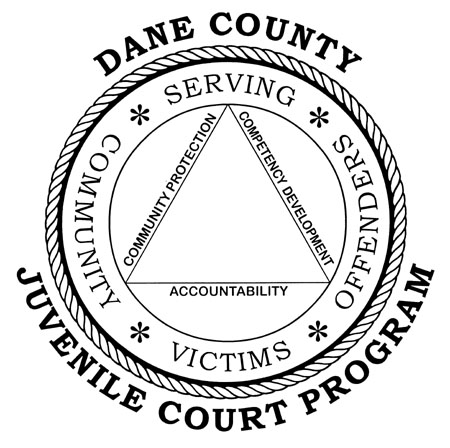 DANE COUNTY
SERVING
OFFENDERS
VICTIMS
COMMUNITY
COMMUNITY PROTECTION
COMPETENCY DEVELOPMENT
ACCOUNTABILITY
JUVENILE COURT PROGRAM